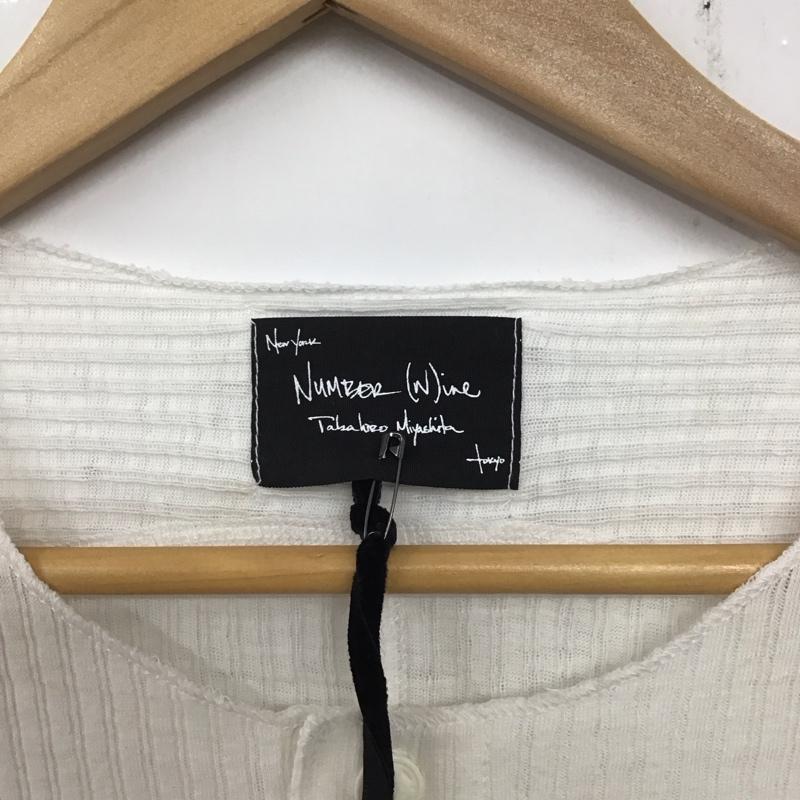 New York
NUMBER (N)ine
Takahiro Miyashita
tokyo